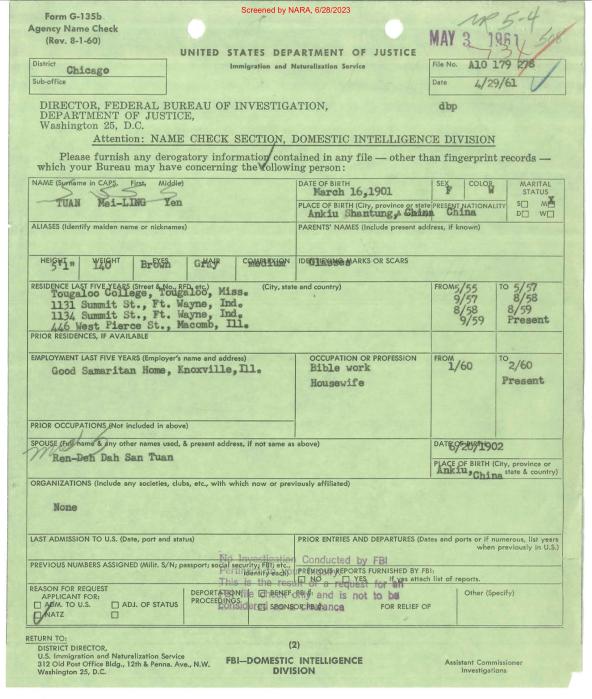 Screened by NARA, 6/28/2023
Form G-135b
Agency Name Check
(Rev. 8-1-60)
UNITED STATES DEPARTMENT OF JUSTICE
Immigration and Naturalization Service
MAY 3 1961
District
Chicago
Sub-office
File No. A10 179 278
Date 4/29/61
dbp
DIRECTOR, FEDERAL BUREAU OF INVESTIGATION,
DEPARTMENT OF JUSTICE,
Washington 25, D.C.
Attention: NAME CHECK SECTION, DOMESTIC INTELLIGENCE DIVISION
Please furnish any derogatory information contained in any file — other than fingerprint records —
which your Bureau may have concerning the following person:
NAME (Surname in CAPS, First, Middle)
TUAN Mei-LING Yen
DATE OF BIRTH
March 16,1901
SEX
F
COLOR
W
MARITAL STATUS
S M X
D W
PLACE OF BIRTH (City, province or state)
Ankiu Shantung, China
PRESENT NATIONALITY
China
ALIASES (Identify maiden name or nicknames)
PARENTS' NAMES (Include present address, if known)
HEIGHT
5'1"
WEIGHT
140
EYES
Brown
HAIR
Gray
COMPLEXION
medium
IDENTIFYING MARKS OR SCARS
Glasses
RESIDENCE LAST FIVE YEARS (Street & No., RFD, etc.) (City, state and country)
FROM
TO
Tougaloo College, Tougaloo, Miss. 5/55 5/57
1131 Summit St., Ft. Wayne, Ind. 9/57 8/58
1134 Summit St., Ft. Wayne, Ind. 8/58 8/59
446 West Pierce St., Macomb, Ill. 9/59 Present
PRIOR RESIDENCES, IF AVAILABLE
EMPLOYMENT LAST FIVE YEARS (Employer's name and address)
OCCUPATION OR PROFESSION
FROM
TO
Good Samaritan Home, Knoxville,Ill. Bible work 1/60 2/60
Housewife Present
PRIOR OCCUPATIONS (Not included in above)
SPOUSE (Full name & any other names used, & present address, if not same as above)
Ren-Deh Dah San Tuan
DATE OF BIRTH
6/20/1902
PLACE OF BIRTH (City, province or state & country)
Ankiu, China
ORGANIZATIONS (Include any societies, clubs, etc., with which now or previously affiliated)
None
LAST ADMISSION TO U.S. (Date, port and status)
PRIOR ENTRIES AND DEPARTURES (Dates and ports or if numerous, list years when previously in U.S.)
PREVIOUS NUMBERS ASSIGNED (Milit. S/N; passport; social security; FBI; etc., identify each)
PREVIOUS REPORTS FURNISHED BY FBI:
NO YES If yes attach list of reports.
No Investigation Conducted by FBI
This is the result of a request for an
FBI file check only and is not to be
considered clearance
REASON FOR REQUEST
APPLICANT FOR:
ADM. TO U.S. ADJ. OF STATUS
NATZ
DEPORTATION PROCEEDINGS
BENEF.
SPONSOR
FOR RELIEF OF
Other (Specify)
RETURN TO:
DISTRICT DIRECTOR,
U.S. Immigration and Naturalization Service
312 Old Post Office Bldg., 12th & Penna. Ave., N.W.
Washington 25, D.C.
(2)
FBI—DOMESTIC INTELLIGENCE
DIVISION
Assistant Commissioner
Investigations